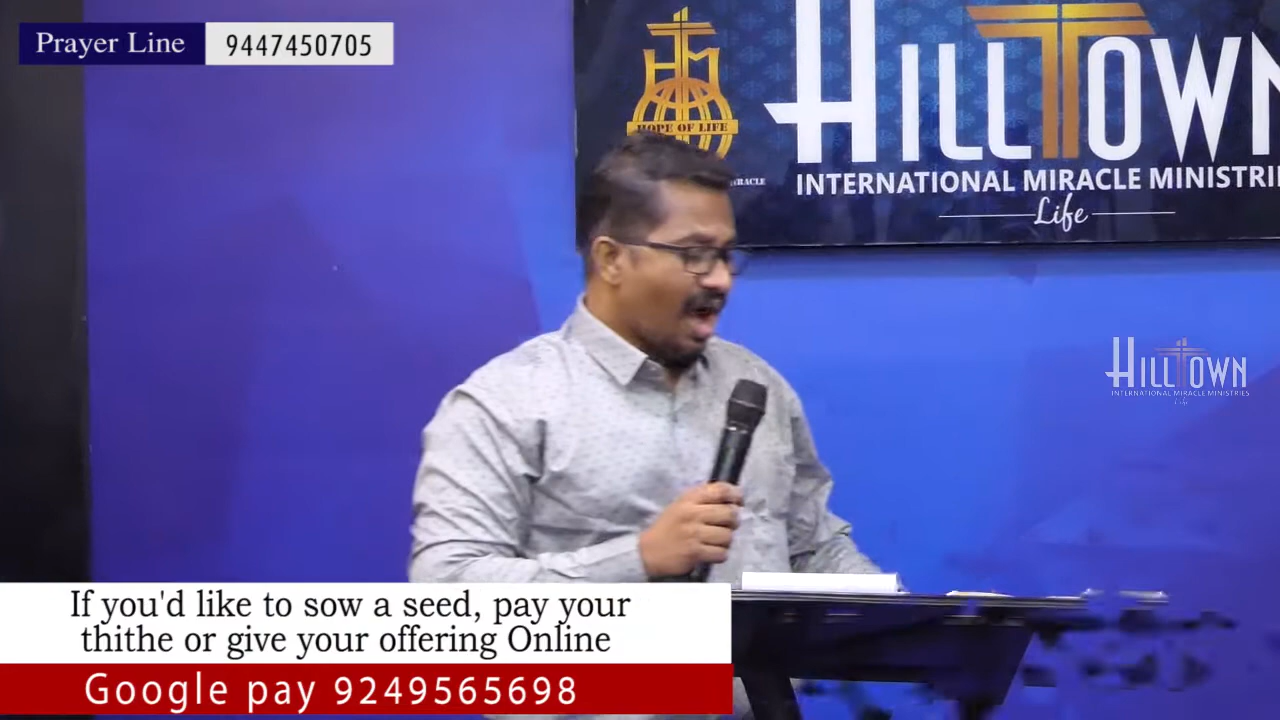 Prayer Line 9447450705
HOPE OF LIFE
HILLTOWN
INTERNATIONAL MIRACLE
Life
HILLTOWN
INTERNATIONAL MIRACLE MINISTRIES
Life
If you'd like to sow a seed, pay your
thithe or give your offering Online
Google pay 9249565698